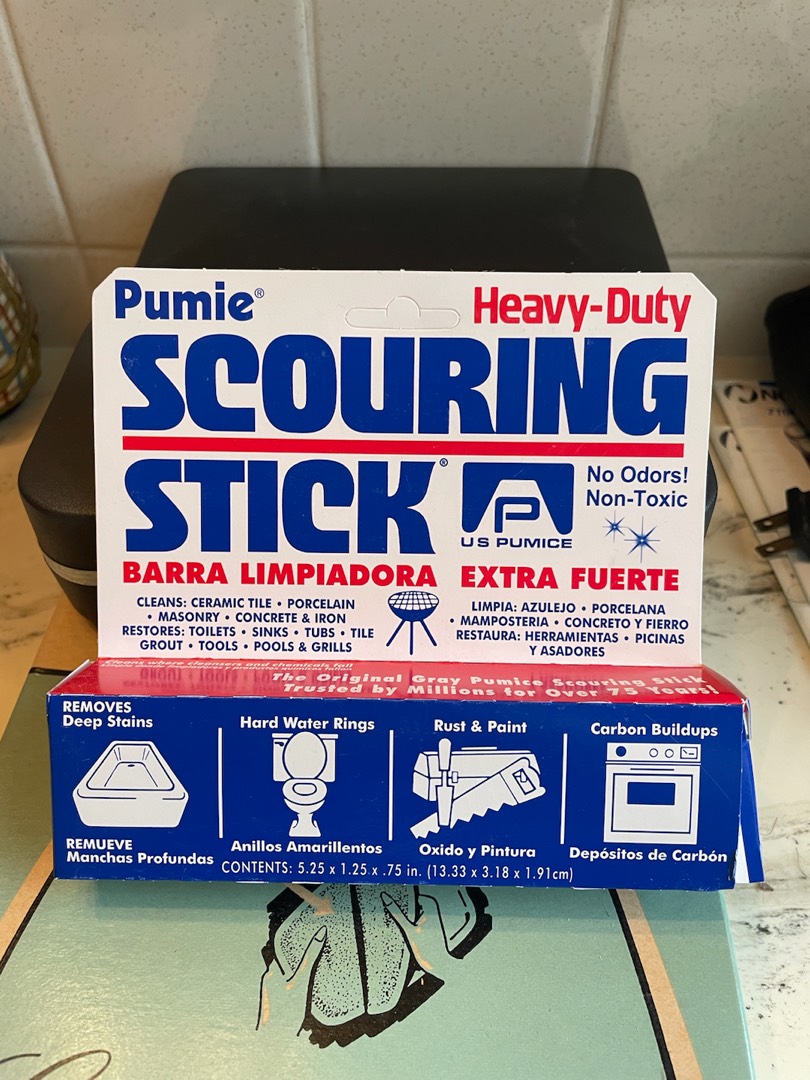 Pumie®
Heavy-Duty
SCOURING
STICK®
P
US PUMICE
No Odors!
Non-Toxic
BARRA LIMPIADORA EXTRA FUERTE
CLEANS: CERAMIC TILE • PORCELAIN
• MASONRY • CONCRETE & IRON
RESTORES: TOILETS • SINKS • TUBS • TILE
GROUT • TOOLS • POOLS & GRILLS
LIMPIA: AZULEJO • PORCELANA
• MAMPOSTERIA • CONCRETO Y FIERRO
RESTAURA: HERRAMIENTAS • PICINAS
Y ASADORES
Cleans where cleansers and chemicals fail
The Original Gray Pumice Scouring Stick
Trusted by Millions for Over 75 Years!
REMOVES
Deep Stains
REMUEVE
Manchas Profundas
Hard Water Rings
Anillos Amarillentos
Rust & Paint
Oxido y Pintura
Carbon Buildups
Depósitos de Carbón
CONTENTS: 5.25 x 1.25 x .75 in. (13.33 x 3.18 x 1.91cm)